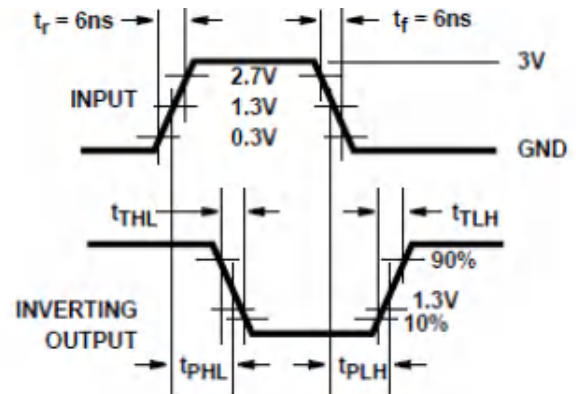 tr = 6ns
tf = 6ns
3V
2.7V
INPUT
1.3V
0.3V
GND
tTHL
tTLH
90%
INVERTING
OUTPUT
1.3V
10%
tPHL
tPLH